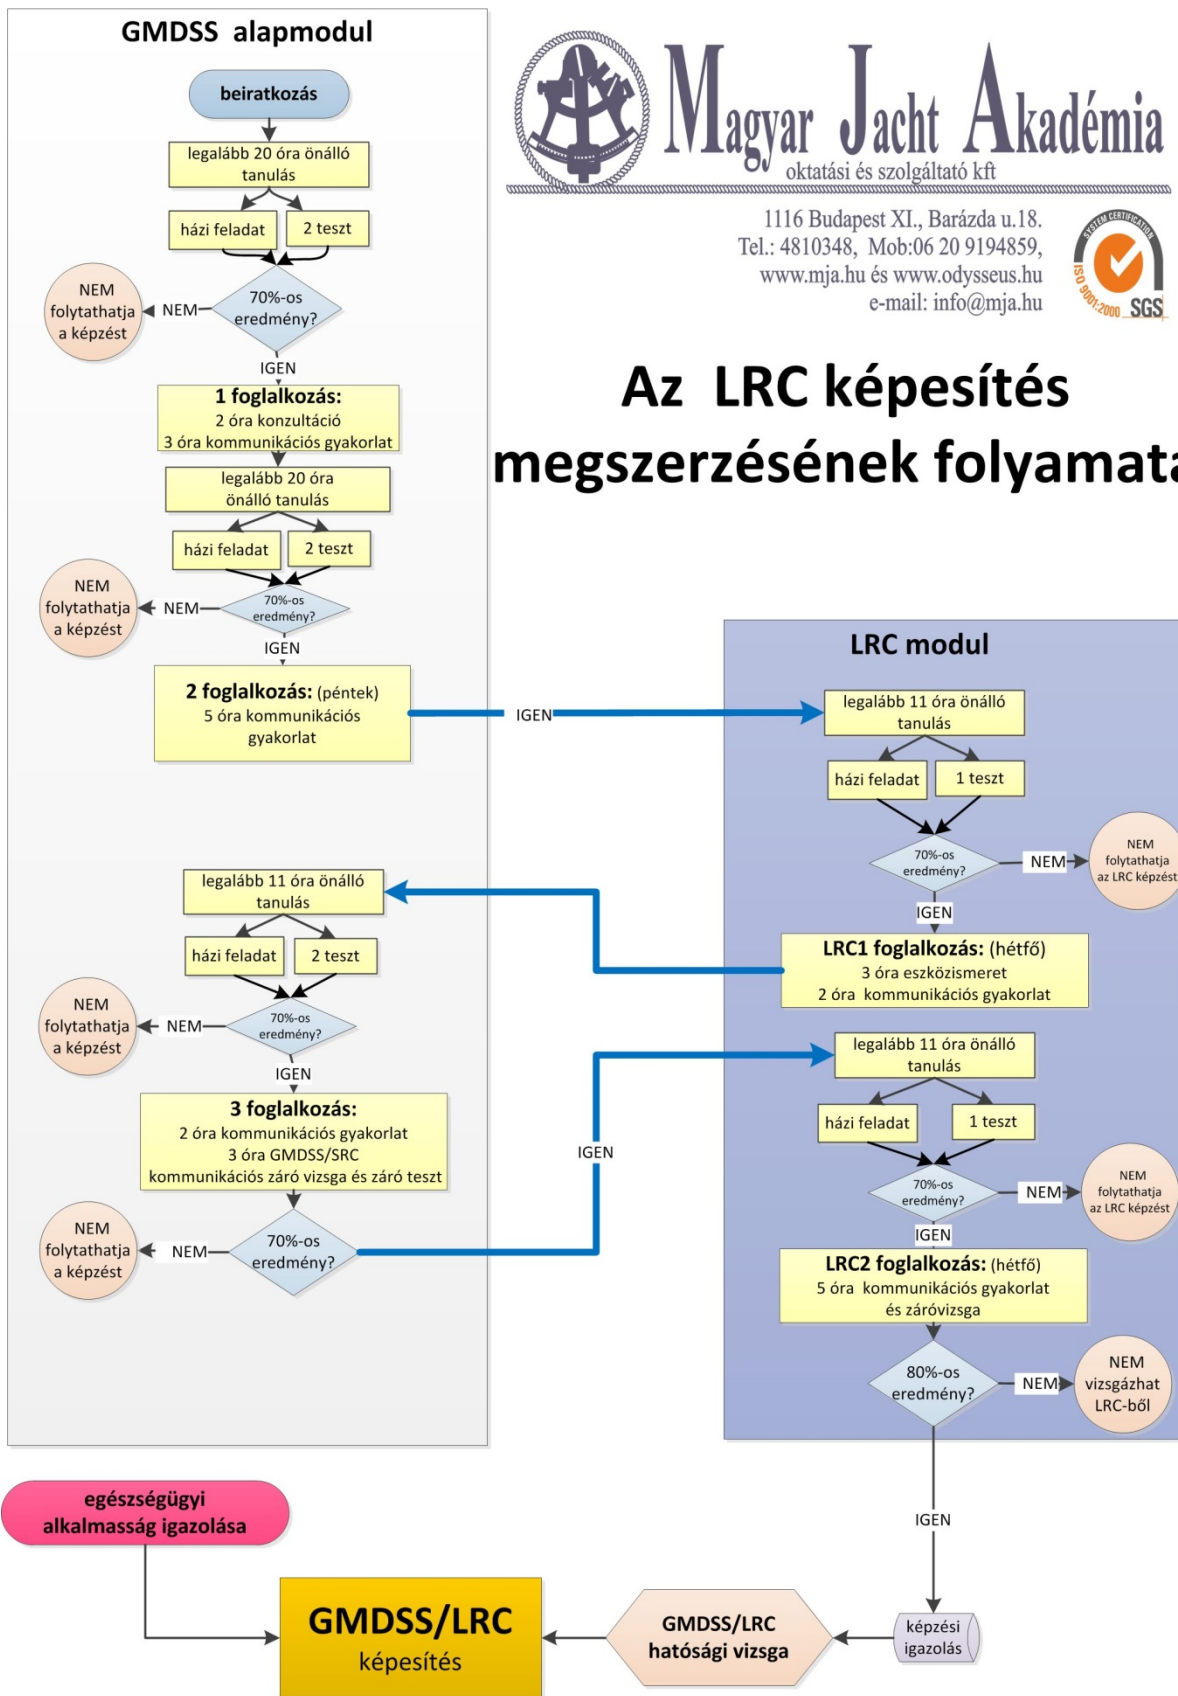 GMDSS alapmodul
beiratkozás
legalább 20 óra önálló
tanulás
házi feladat
2 teszt
70%-os
eredmény?
NEM
NEM
folytathatja
a képzést
IGEN
1 foglalkozás:
2 óra konzultáció
3 óra kommunikációs gyakorlat
legalább 20 óra
önálló tanulás
házi feladat
2 teszt
70%-os
eredmény?
NEM
NEM
folytathatja
a képzést
IGEN
2 foglalkozás: (péntek)
5 óra kommunikációs
gyakorlat
IGEN
legalább 11 óra önálló
tanulás
házi feladat
2 teszt
70%-os
eredmény?
NEM
NEM
folytathatja
a képzést
IGEN
3 foglalkozás:
2 óra kommunikációs gyakorlat
3 óra GMDSS/SRC
kommunikációs záró vizsga és záró teszt
70%-os
eredmény?
NEM
NEM
folytathatja
a képzést
IGEN
Magyar Jacht Akadémia
oktatási és szolgáltató kft
1116 Budapest XI., Barázda u.18.
Tel.: 4810348, Mob:06 20 9194859,
www.mja.hu és www.odysseus.hu
e-mail: info@mja.hu
SYSTEM CERTIFICATION
ISO 9001:2000
SGS
Az LRC képesítés
megszerzésének folyamata
LRC modul
legalább 11 óra önálló
tanulás
házi feladat
1 teszt
70%-os
eredmény?
NEM
NEM
folytathatja
az LRC képzést
IGEN
LRC1 foglalkozás: (hétfő)
3 óra eszközismeret
2 óra kommunikációs gyakorlat
legalább 11 óra önálló
tanulás
házi feladat
1 teszt
70%-os
eredmény?
NEM
NEM
folytathatja
az LRC képzést
IGEN
LRC2 foglalkozás: (hétfő)
5 óra kommunikációs gyakorlat
és záróvizsga
80%-os
eredmény?
NEM
NEM
vizsgázhat
LRC-ből
IGEN
képzési
igazolás
GMDSS/LRC
hatósági vizsga
GMDSS/LRC
képesítés
egészségügyi
alkalmasság igazolása